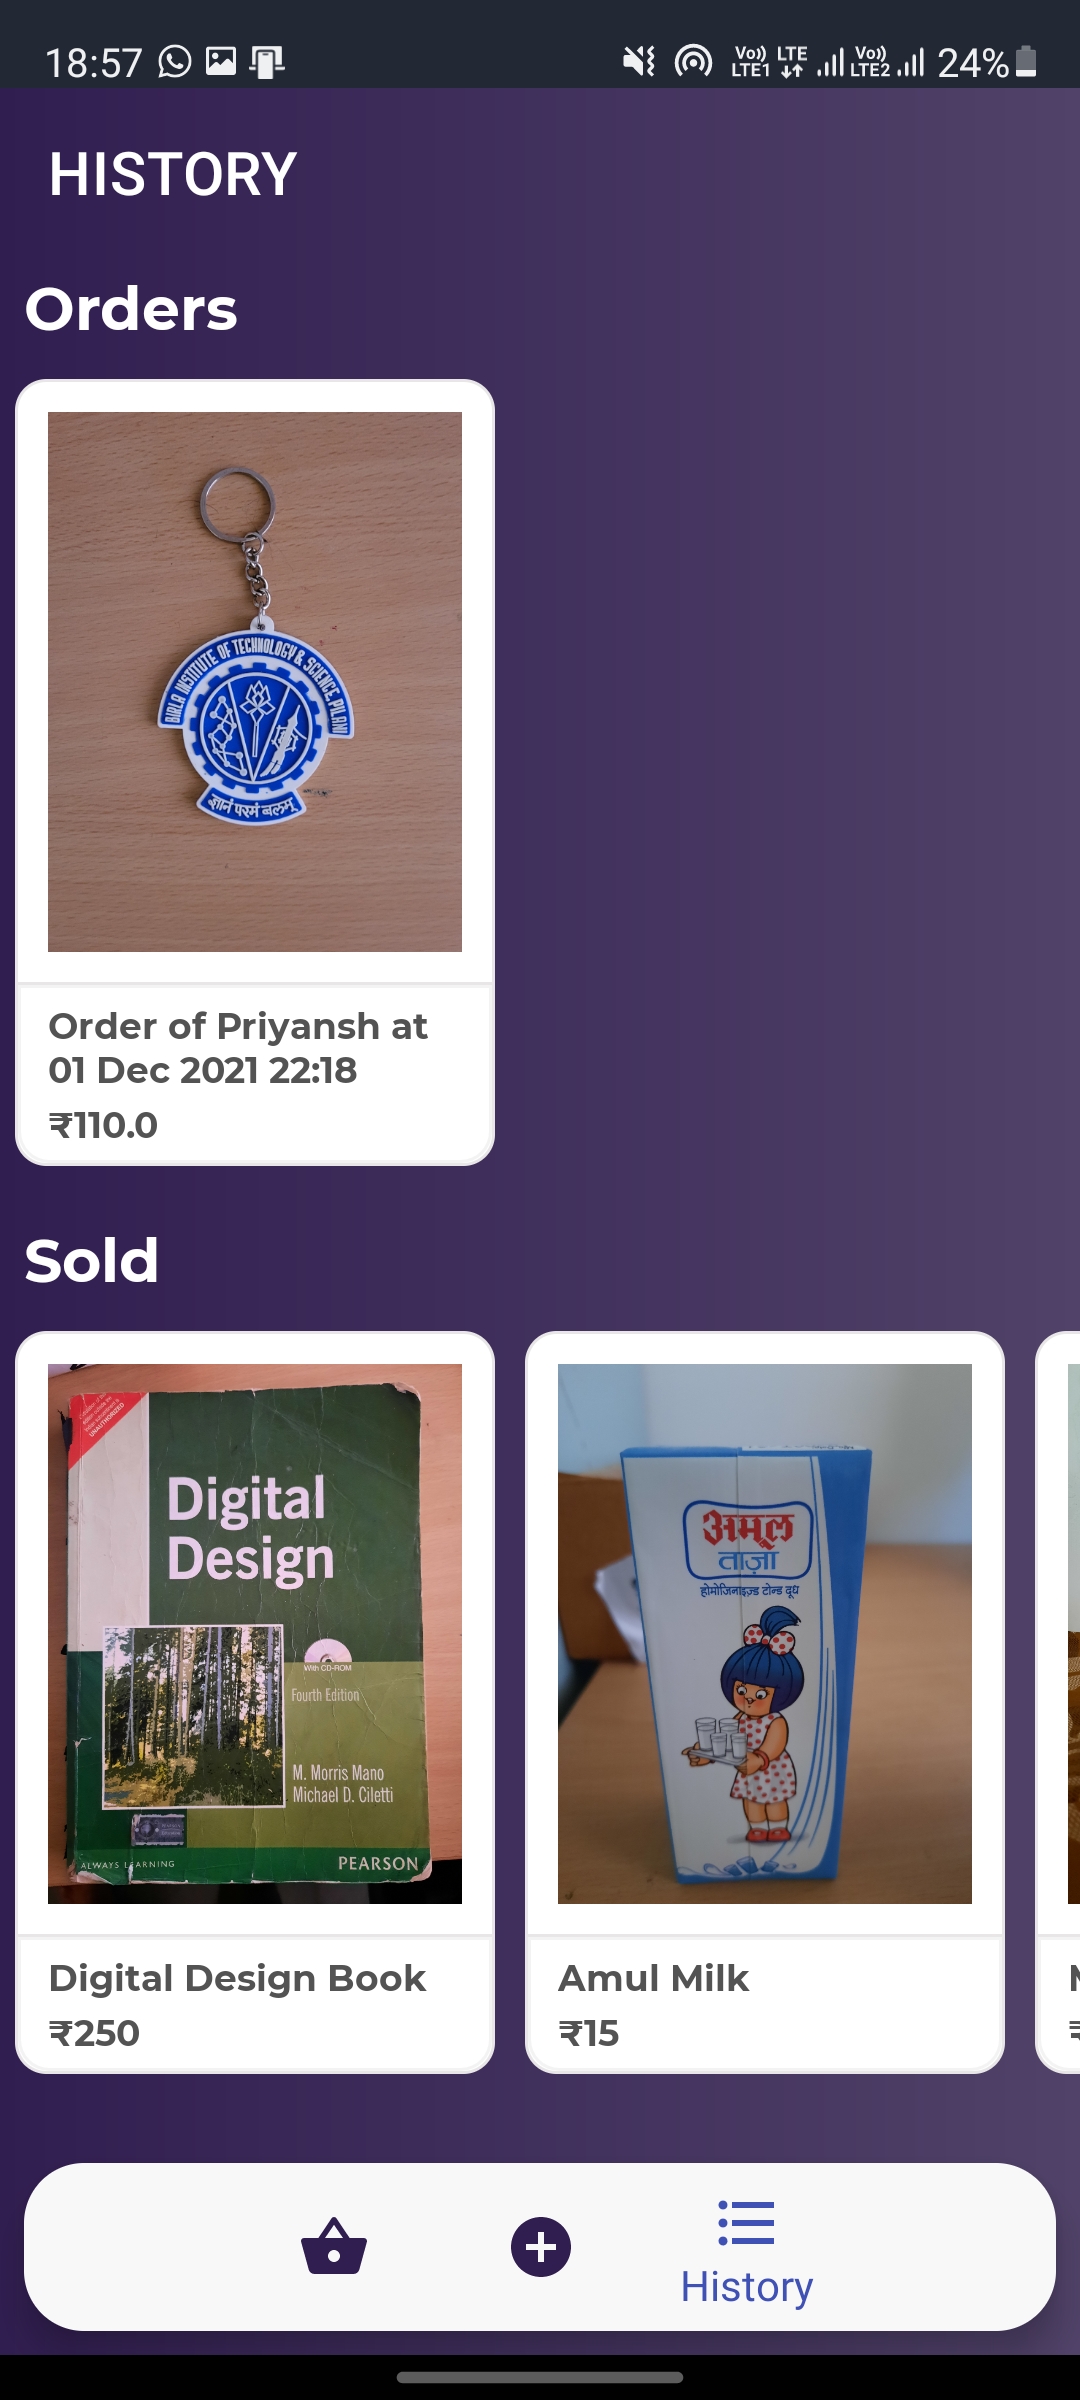 18:57
Vo)) LTE1 LTE Vo)) LTE2 24%
HISTORY
Orders
BIRLA INSTITUTE OF TECHNOLOGY & SCIENCE, PILANI
ज्ञानं परमं बलम्
Order of Priyansh at
01 Dec 2021 22:18
₹110.0
Sold
UNAUTHORIZED
Digital
Design
With CD-ROM
Fourth Edition
M. Morris Mano
Michael D. Ciletti
ALWAYS LEARNING
PEARSON
अमूल
ताज़ा
होमोजिनाइज़्ड टोन्ड दूध
Digital Design Book
₹250
Amul Milk
₹15
History